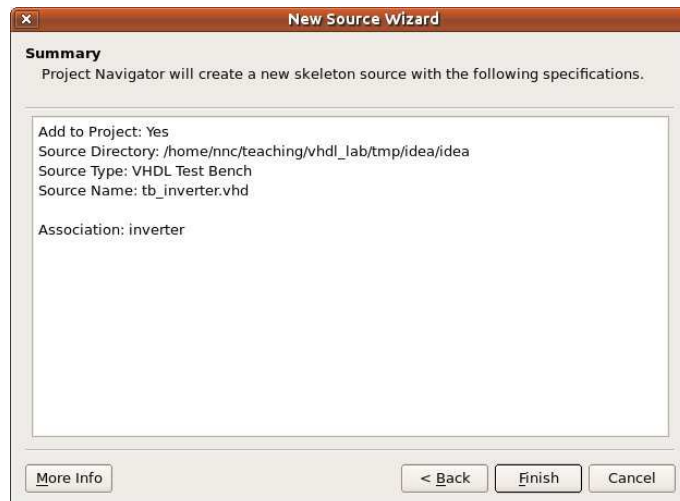 New Source Wizard
Summary
Project Navigator will create a new skeleton source with the following specifications.
Add to Project: Yes
Source Directory: /home/nnc/teaching/vhdl_lab/tmp/idea/idea
Source Type: VHDL Test Bench
Source Name: tb_inverter.vhd
Association: inverter
More Info
< Back
Finish
Cancel